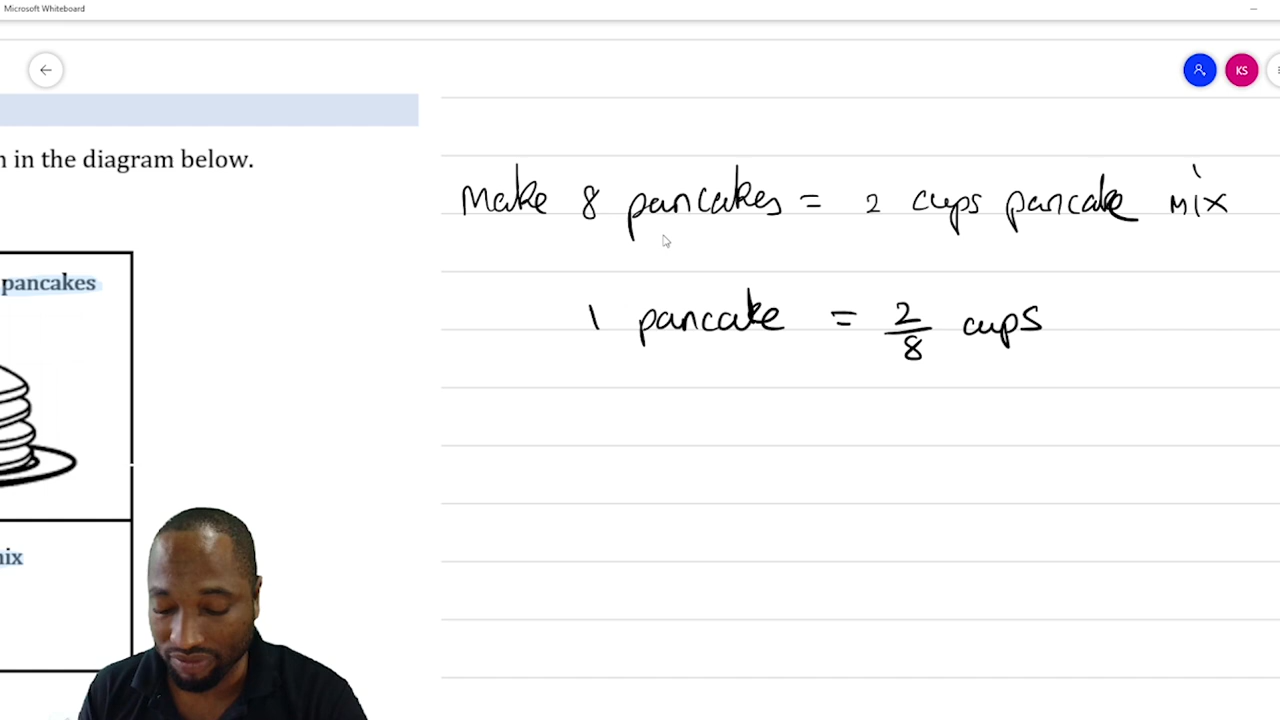 Microsoft Whiteboard
KS
n in the diagram below.
pancakes
nix
Make 8 pancakes = 2 cups pancake mix
1 pancake = 2/8 cups